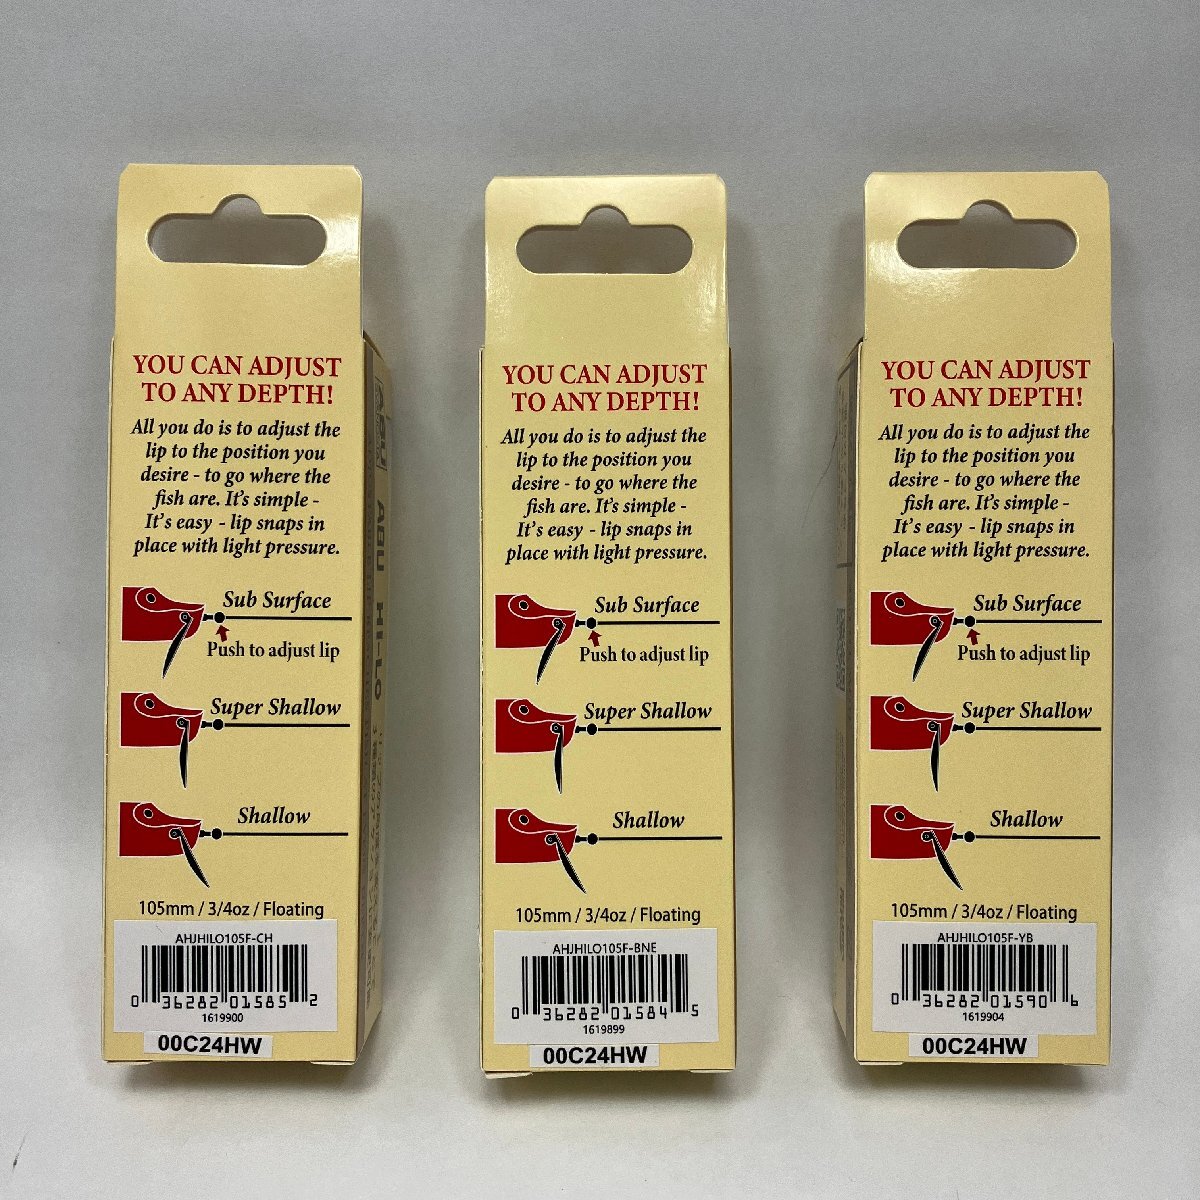 YOU CAN ADJUST
TO ANY DEPTH!
All you do is to adjust the
lip to the position you
desire - to go where the
fish are. It's simple -
It's easy - lip snaps in
place with light pressure.
Sub Surface
Push to adjust lip
Super Shallow
Shallow
105mm / 3/4oz / Floating
AHJHILO105F-CH
0 36282 01585 2
1619900
00C24HW
ABU HI-LO
YOU CAN ADJUST
TO ANY DEPTH!
All you do is to adjust the
lip to the position you
desire - to go where the
fish are. It's simple -
It's easy - lip snaps in
place with light pressure.
Sub Surface
Push to adjust lip
Super Shallow
Shallow
105mm / 3/4oz / Floating
AHJHILO105F-BNE
0 36282 01584 5
1619899
00C24HW
YOU CAN ADJUST
TO ANY DEPTH!
All you do is to adjust the
lip to the position you
desire - to go where the
fish are. It's simple -
It's easy - lip snaps in
place with light pressure.
Sub Surface
Push to adjust lip
Super Shallow
Shallow
105mm / 3/4oz / Floating
AHJHILO105F-YB
0 36282 01590 6
1619904
00C24HW